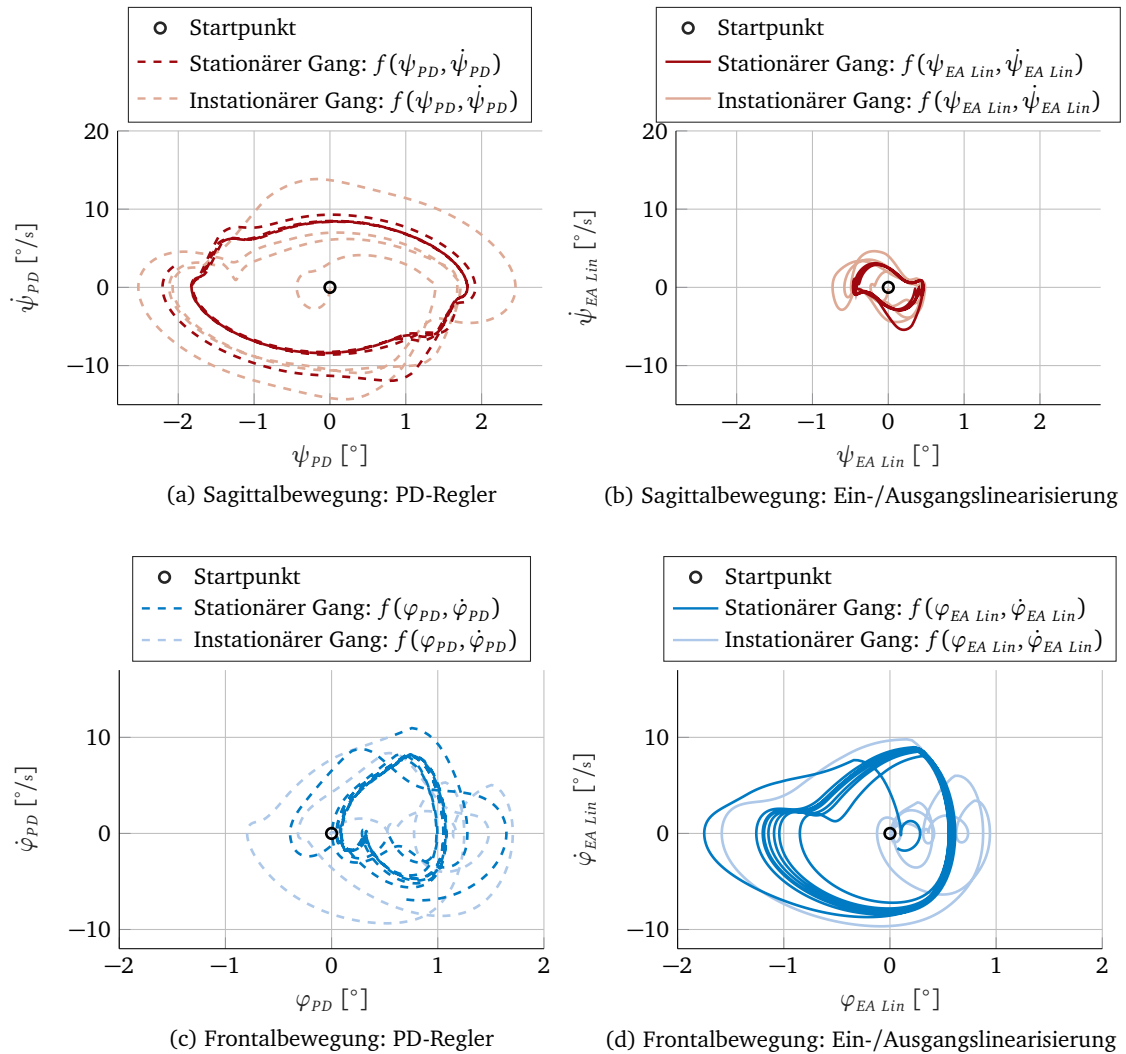 Startpunkt
Stationärer Gang: f(ψ_PD, ψ̇_PD)
Instationärer Gang: f(ψ_PD, ψ̇_PD)
20
10
0
−10
−2 −1 0 1 2
ψ̇_PD [°/s]
ψ_PD [°]
(a) Sagittalbewegung: PD-Regler
Startpunkt
Stationärer Gang: f(ψ_EA Lin, ψ̇_EA Lin)
Instationärer Gang: f(ψ_EA Lin, ψ̇_EA Lin)
20
10
0
−10
−2 −1 0 1 2
ψ̇_EA Lin [°/s]
ψ_EA Lin [°]
(b) Sagittalbewegung: Ein-/Ausgangslinearisierung
Startpunkt
Stationärer Gang: f(φ_PD, φ̇_PD)
Instationärer Gang: f(φ_PD, φ̇_PD)
10
0
−10
−2 −1 0 1 2
φ̇_PD [°/s]
φ_PD [°]
(c) Frontalbewegung: PD-Regler
Startpunkt
Stationärer Gang: f(φ_EA Lin, φ̇_EA Lin)
Instationärer Gang: f(φ_EA Lin, φ̇_EA Lin)
10
0
−10
−2 −1 0 1 2
φ̇_EA Lin [°/s]
φ_EA Lin [°]
(d) Frontalbewegung: Ein-/Ausgangslinearisierung